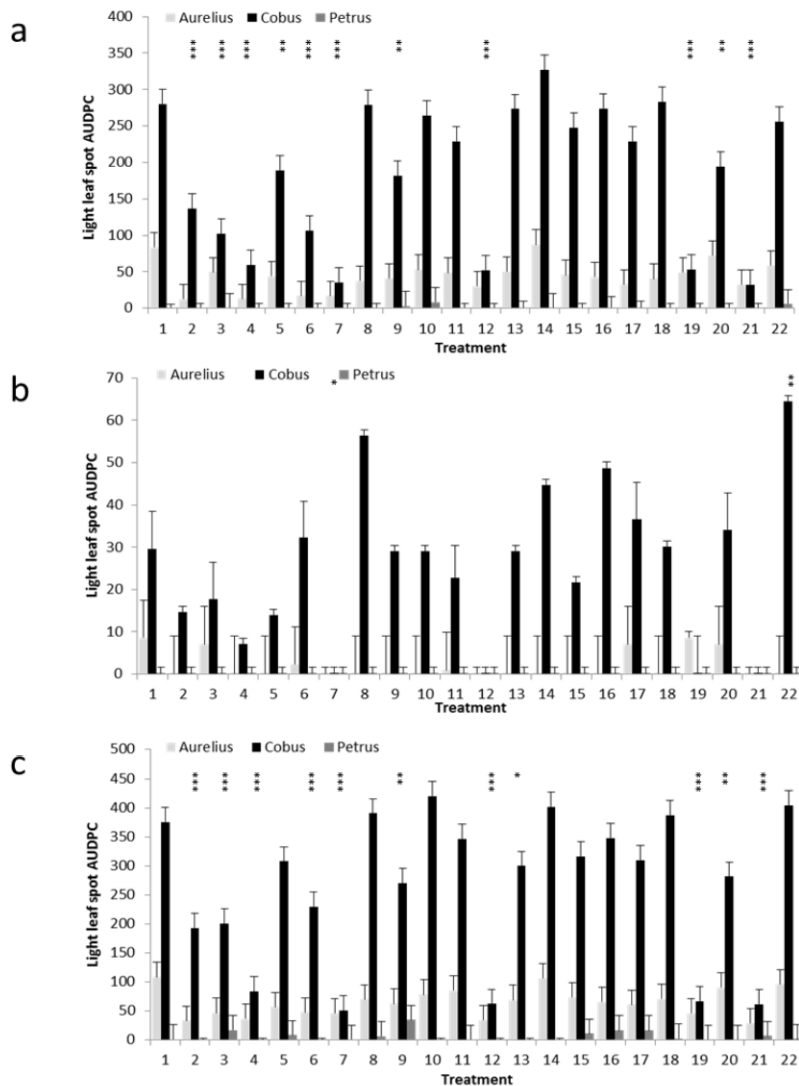 a
Aurelius Cobus Petrus
*** *** *** ** *** *** ** *** *** ** ***
Light leaf spot AUDPC
400
350
300
250
200
150
100
50
0
1 2 3 4 5 6 7 8 9 10 11 12 13 14 15 16 17 18 19 20 21 22
Treatment
b
Aurelius Cobus Petrus
* **
Light leaf spot AUDPC
70
60
50
40
30
20
10
0
1 2 3 4 5 6 7 8 9 10 11 12 13 14 15 16 17 18 19 20 21 22
Treatment
c
Aurelius Cobus Petrus
*** *** *** *** *** ** *** * *** ** ***
Light leaf spot AUDPC
500
450
400
350
300
250
200
150
100
50
0
1 2 3 4 5 6 7 8 9 10 11 12 13 14 15 16 17 18 19 20 21 22
Treatment